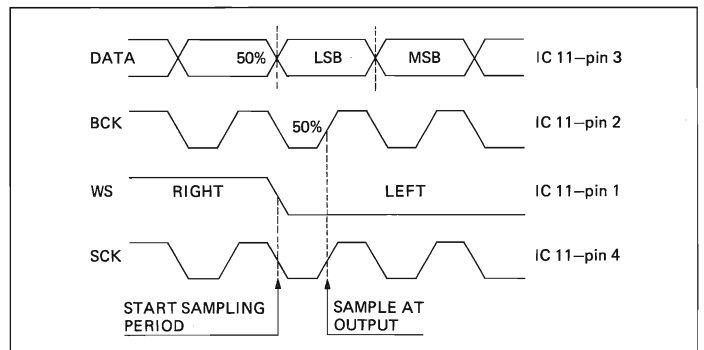 DATA 50% LSB MSB IC 11–pin 3
BCK 50% IC 11–pin 2
WS RIGHT LEFT IC 11–pin 1
SCK IC 11–pin 4
START SAMPLING
PERIOD
SAMPLE AT
OUTPUT